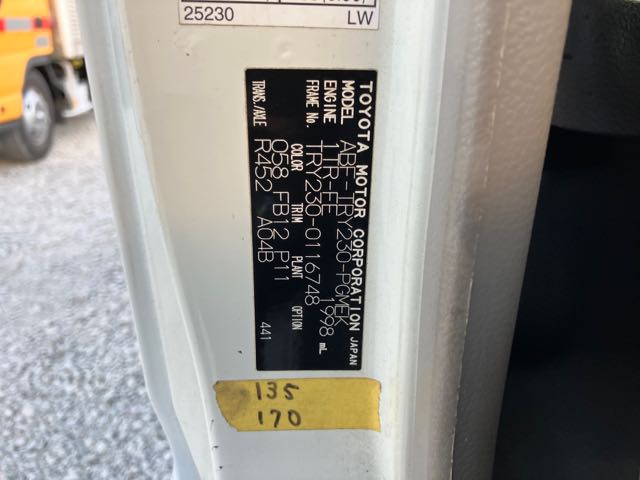 25230 LW
TOYOTA MOTOR CORPORATION JAPAN
MODEL ABF-TRY230-PGMEK
ENGINE 1TR-FE 1998 mL
FRAME No. TRY230-0116748
COLOR TRIM PLANT OPTION
058 FB12 P11
TRANS./AXLE R452 A04B 441
135
170